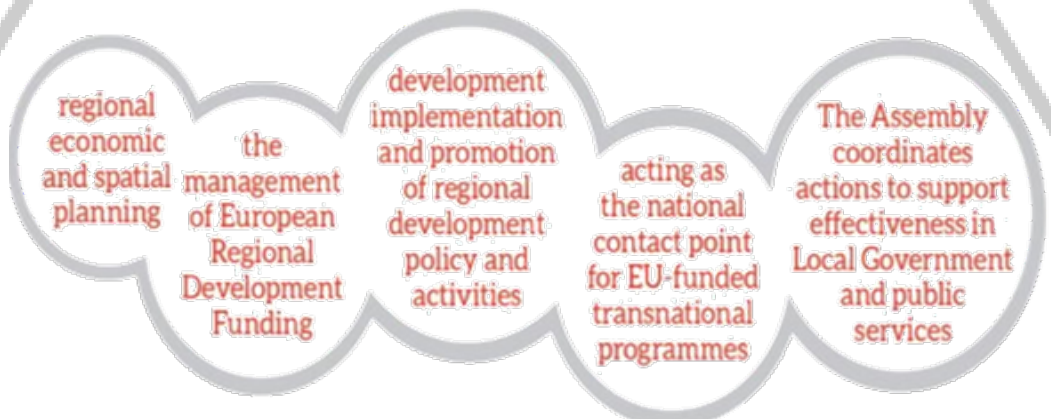 regional
economic
and spatial
planning
the
management
of European
Regional
Development
Funding
development
implementation
and promotion
of regional
development
policy and
activities
acting as
the national
contact point
for EU-funded
transnational
programmes
The Assembly
coordinates
actions to support
effectiveness in
Local Government
and public
services